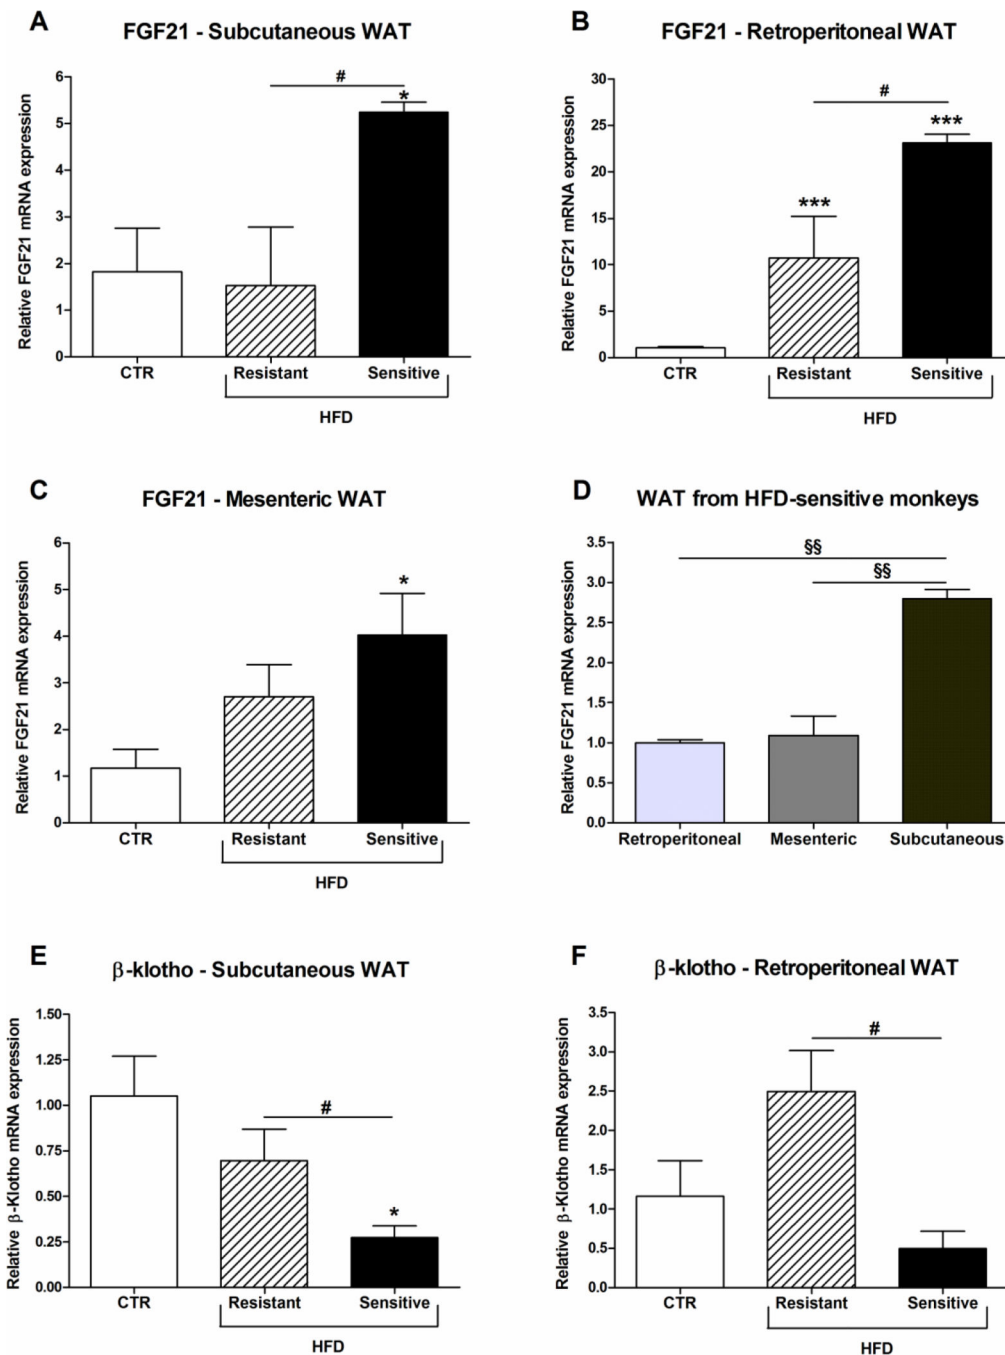 A
FGF21 - Subcutaneous WAT
Relative FGF21 mRNA expression
6
5
4
3
2
1
0
#
*
CTR
Resistant
Sensitive
HFD
B
FGF21 - Retroperitoneal WAT
Relative FGF21 mRNA expression
30
25
20
15
10
5
0
#
***
***
CTR
Resistant
Sensitive
HFD
C
FGF21 - Mesenteric WAT
Relative FGF21 mRNA expression
6
5
4
3
2
1
0
*
CTR
Resistant
Sensitive
HFD
D
WAT from HFD-sensitive monkeys
Relative FGF21 mRNA expression
3.5
3.0
2.5
2.0
1.5
1.0
0.5
0.0
§§
§§
Retroperitoneal
Mesenteric
Subcutaneous
E
β-klotho - Subcutaneous WAT
Relative β-Klotho mRNA expression
1.50
1.25
1.00
0.75
0.50
0.25
0.00
#
*
CTR
Resistant
Sensitive
HFD
F
β-klotho - Retroperitoneal WAT
Relative β-Klotho mRNA expression
3.5
3.0
2.5
2.0
1.5
1.0
0.5
0.0
#
CTR
Resistant
Sensitive
HFD